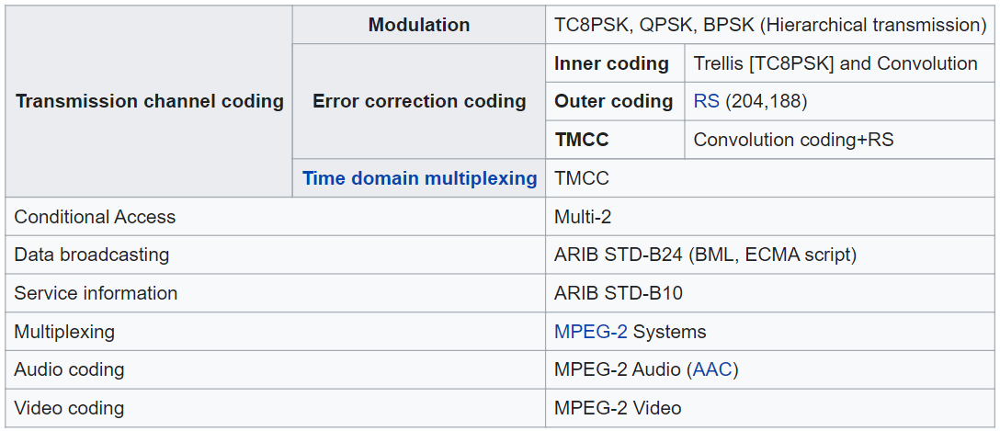 Modulation TC8PSK, QPSK, BPSK (Hierarchical transmission)
Inner coding Trellis [TC8PSK] and Convolution
Transmission channel coding Error correction coding Outer coding RS (204,188)
TMCC Convolution coding+RS
Time domain multiplexing TMCC
Conditional Access Multi-2
Data broadcasting ARIB STD-B24 (BML, ECMA script)
Service information ARIB STD-B10
Multiplexing MPEG-2 Systems
Audio coding MPEG-2 Audio (AAC)
Video coding MPEG-2 Video